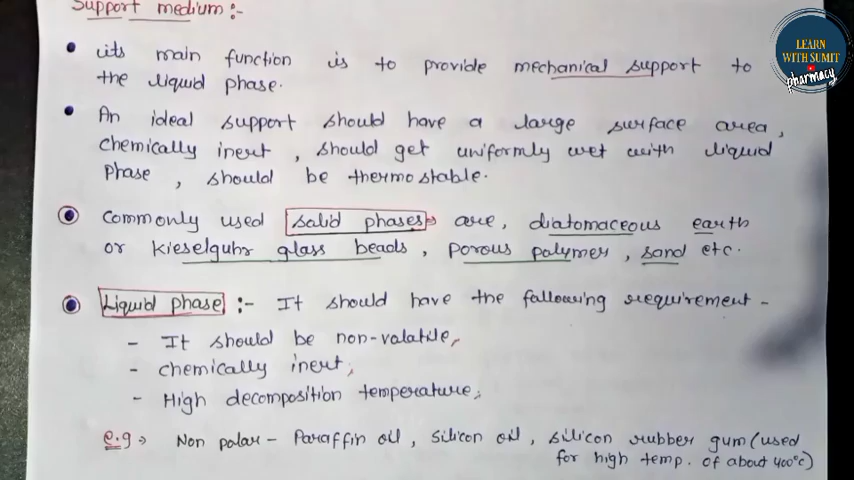 Support medium:-
LEARN
WITH SUMIT
pharmacy
• its main function is to provide mechanical support to
the liquid phase.
• An ideal support should have a large surface area,
chemically inert, should get uniformly wet with liquid
phase, should be thermostable.
commonly used solid phases are, diatomaceous earth
or kieselguhr glass beads, porous polymer, sand etc.
Liquid phase :- It should have the following requirement -
- It should be non-volatile,
- chemically inert,
- High decomposition temperature,
e.g → Non polar - Paraffin oil, silicon oil, silicon rubber gum (used
for high temp. of about 400°c)